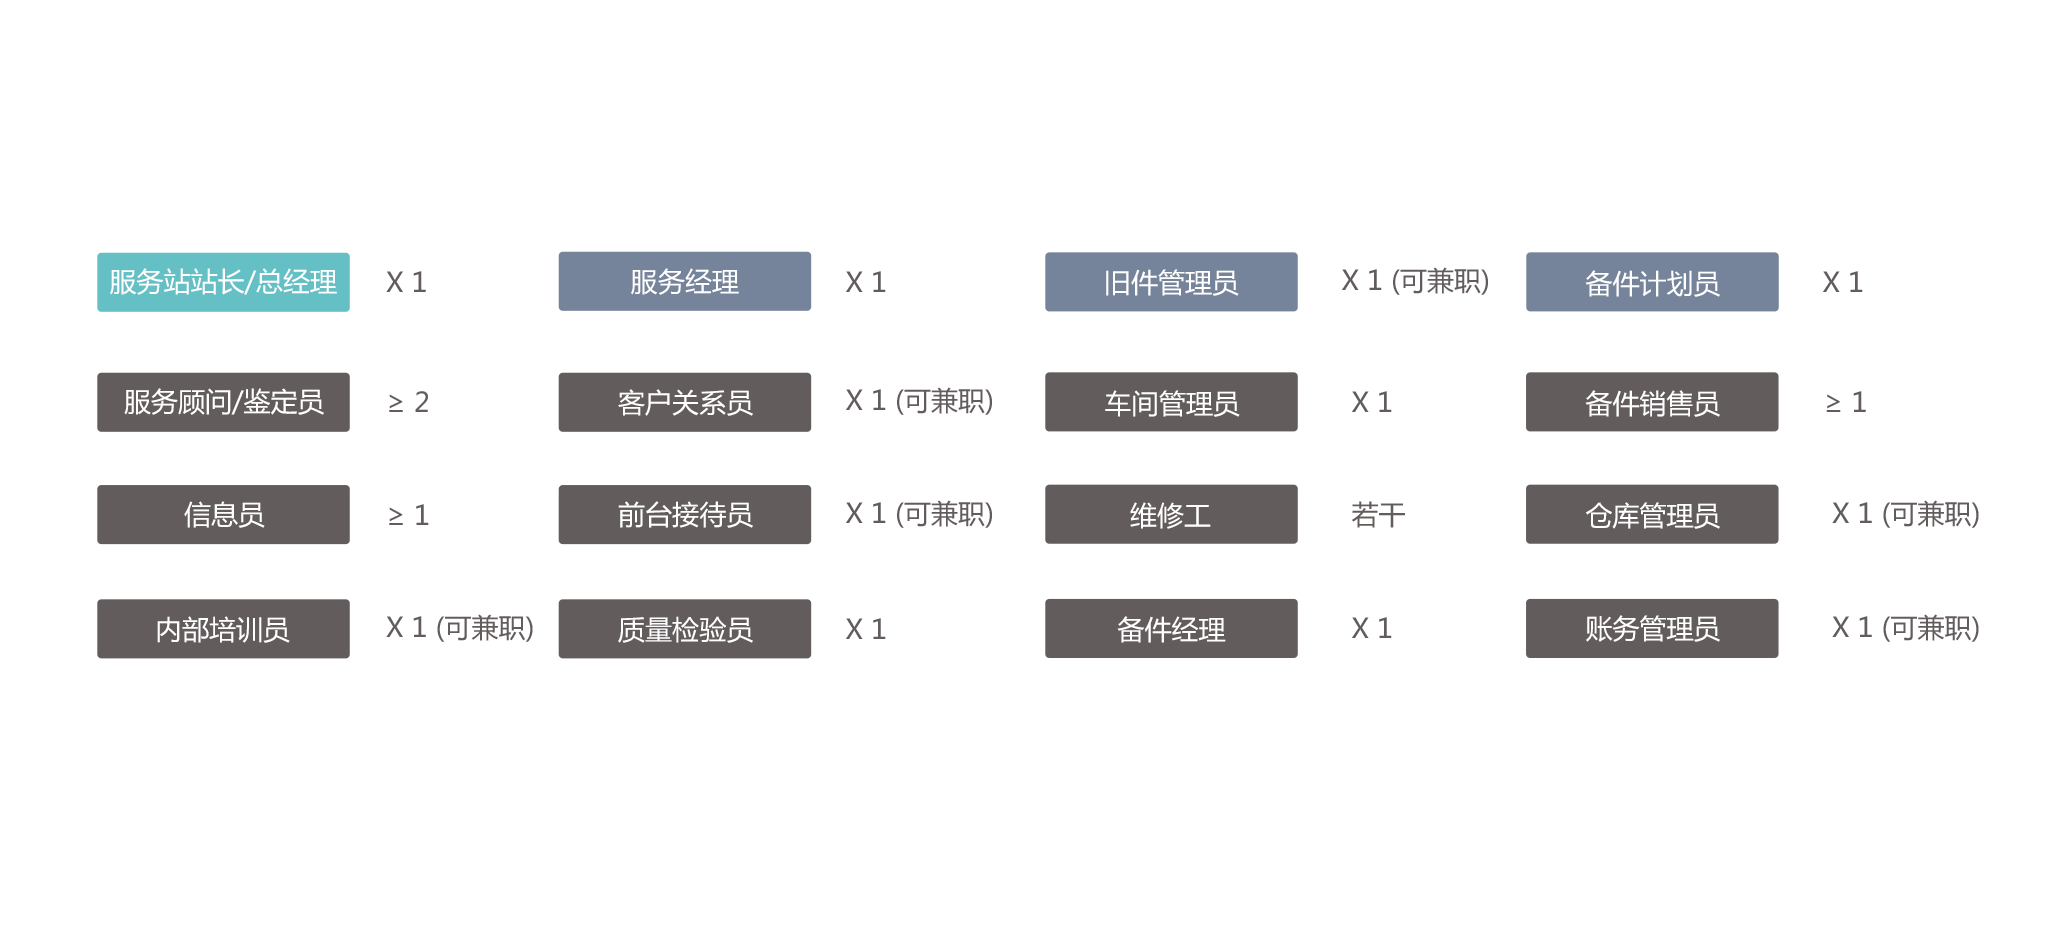 服务站站长/总经理 X 1 服务经理 X 1 旧件管理员 X 1 (可兼职) 备件计划员 X 1
服务顾问/鉴定员 ≥ 2 客户关系员 X 1 (可兼职) 车间管理员 X 1 备件销售员 ≥ 1
信息员 ≥ 1 前台接待员 X 1 (可兼职) 维修工 若干 仓库管理员 X 1 (可兼职)
内部培训员 X 1 (可兼职) 质量检验员 X 1 备件经理 X 1 账务管理员 X 1 (可兼职)